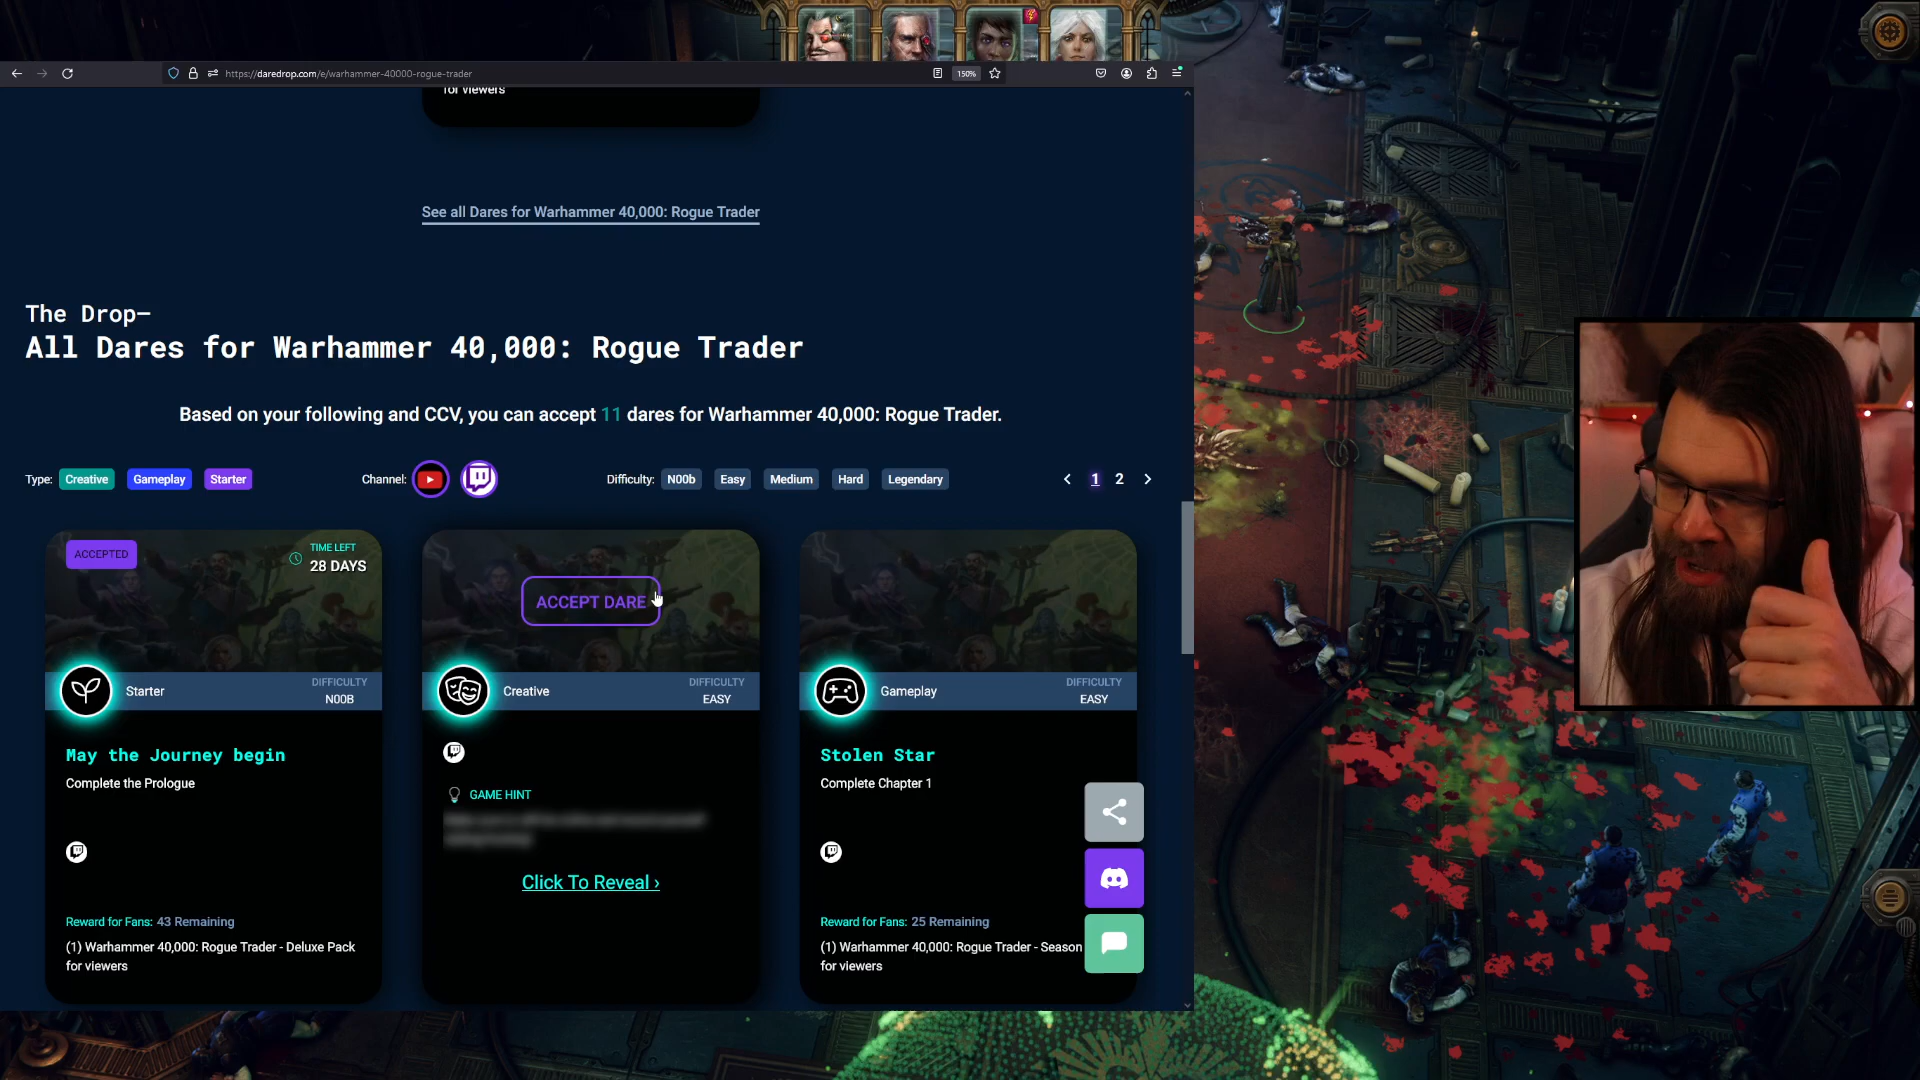 https://daredrop.com/e/warhammer-40000-rogue-trader
150%
for viewers
See all Dares for Warhammer 40,000: Rogue Trader
The Drop—
All Dares for Warhammer 40,000: Rogue Trader
Based on your following and CCV, you can accept 11 dares for Warhammer 40,000: Rogue Trader.
Type: Creative Gameplay Starter Channel: Difficulty: N00b Easy Medium Hard Legendary 1 2
ACCEPTED
TIME LEFT
28 DAYS
Starter
DIFFICULTY
N00B
May the Journey begin
Complete the Prologue
Reward for Fans: 43 Remaining
(1) Warhammer 40,000: Rogue Trader - Deluxe Pack
for viewers
ACCEPT DARE
Creative
DIFFICULTY
EASY
GAME HINT
Click To Reveal ›
Gameplay
DIFFICULTY
EASY
Stolen Star
Complete Chapter 1
Reward for Fans: 25 Remaining
(1) Warhammer 40,000: Rogue Trader - Season
for viewers